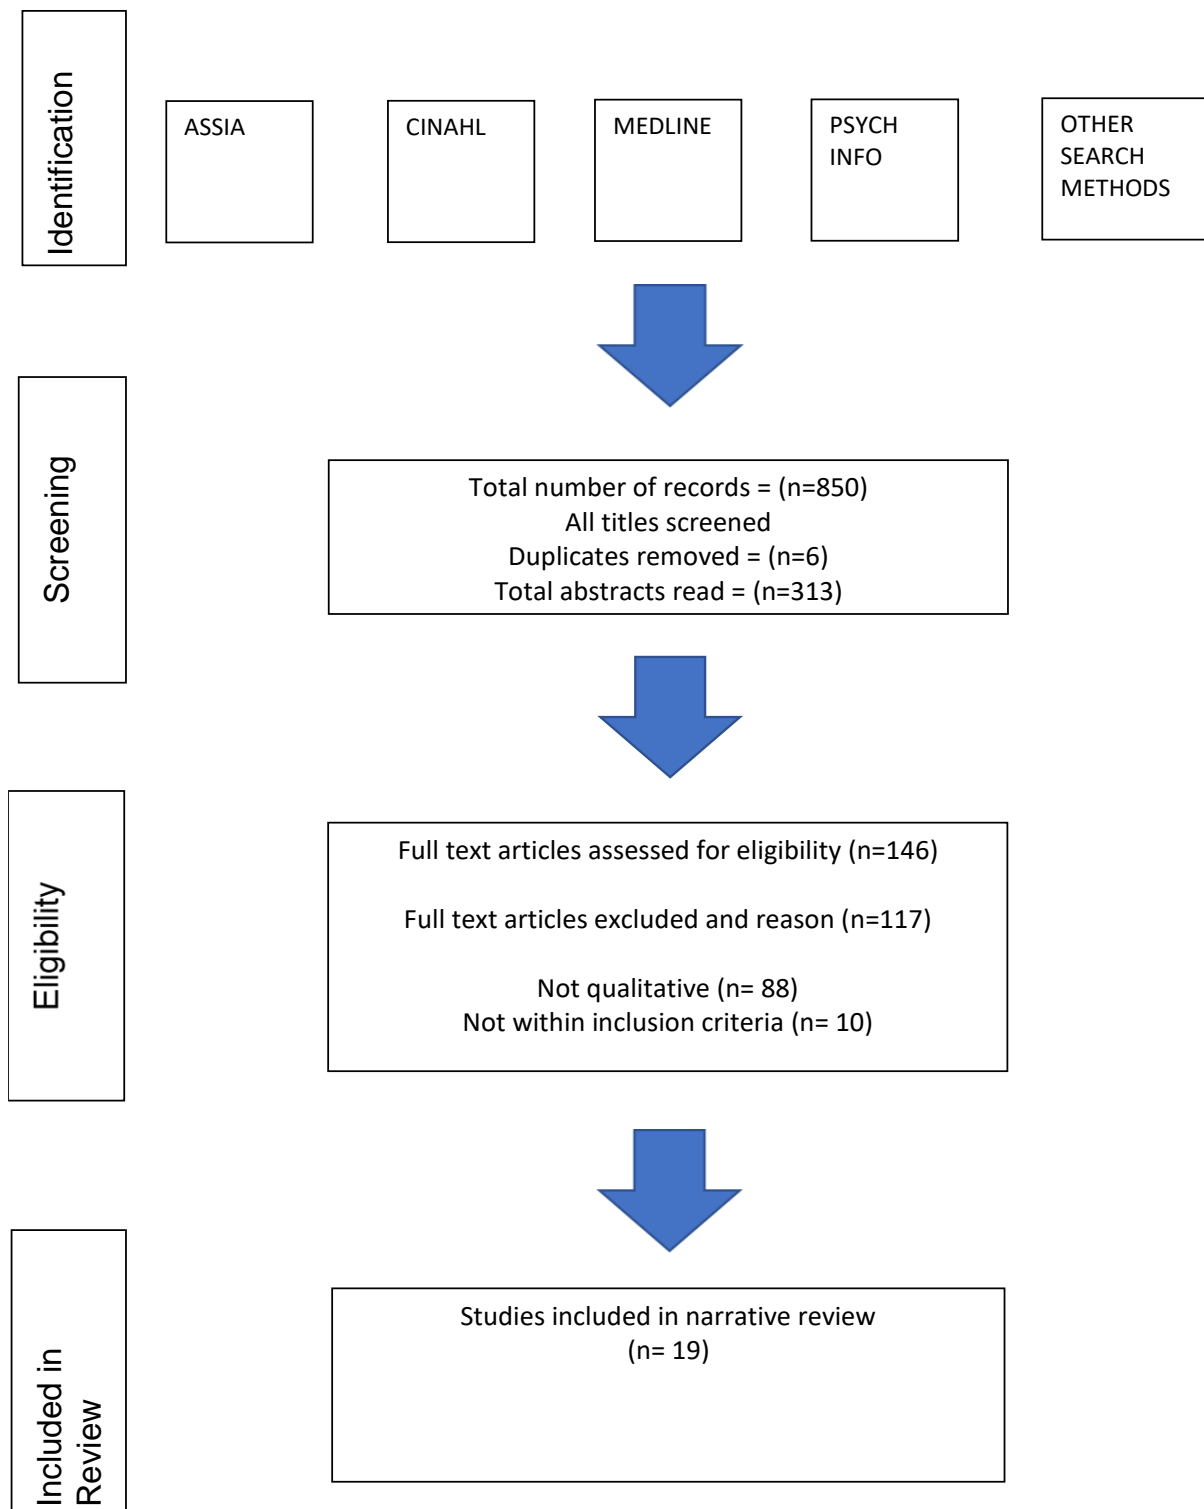 Identification
ASSIA
CINAHL
MEDLINE
PSYCH
INFO
OTHER
SEARCH
METHODS
Screening
Total number of records = (n=850)
All titles screened
Duplicates removed = (n=6)
Total abstracts read = (n=313)
Eligibility
Full text articles assessed for eligibility (n=146)
Full text articles excluded and reason (n=117)
Not qualitative (n= 88)
Not within inclusion criteria (n= 10)
Included in
Review
Studies included in narrative review
(n= 19)